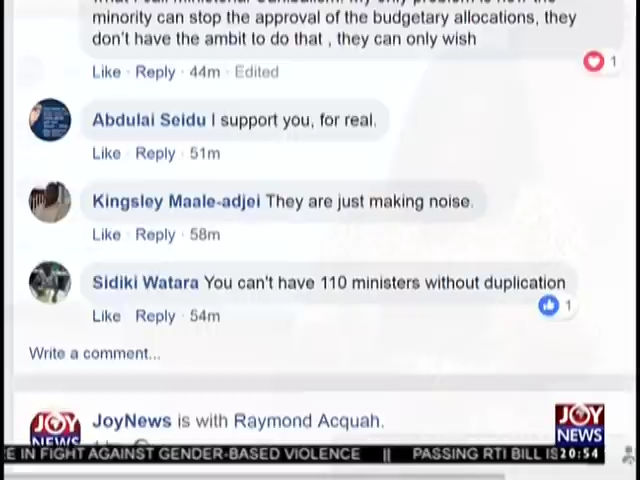 minority can stop the approval of the budgetary allocations, they
don't have the ambit to do that , they can only wish
Like · Reply · 44m · Edited
1
Abdulai Seidu I support you, for real.
Like · Reply · 51m
Kingsley Maale-adjei They are just making noise.
Like · Reply · 58m
Sidiki Watara You can't have 110 ministers without duplication
1
Like Reply · 54m
Write a comment...
JOY
NEWS
JoyNews is with Raymond Acquah.
JOY
NEWS
E IN FIGHT AGAINST GENDER-BASED VIOLENCE || PASSING RTI BILL IS
20:54